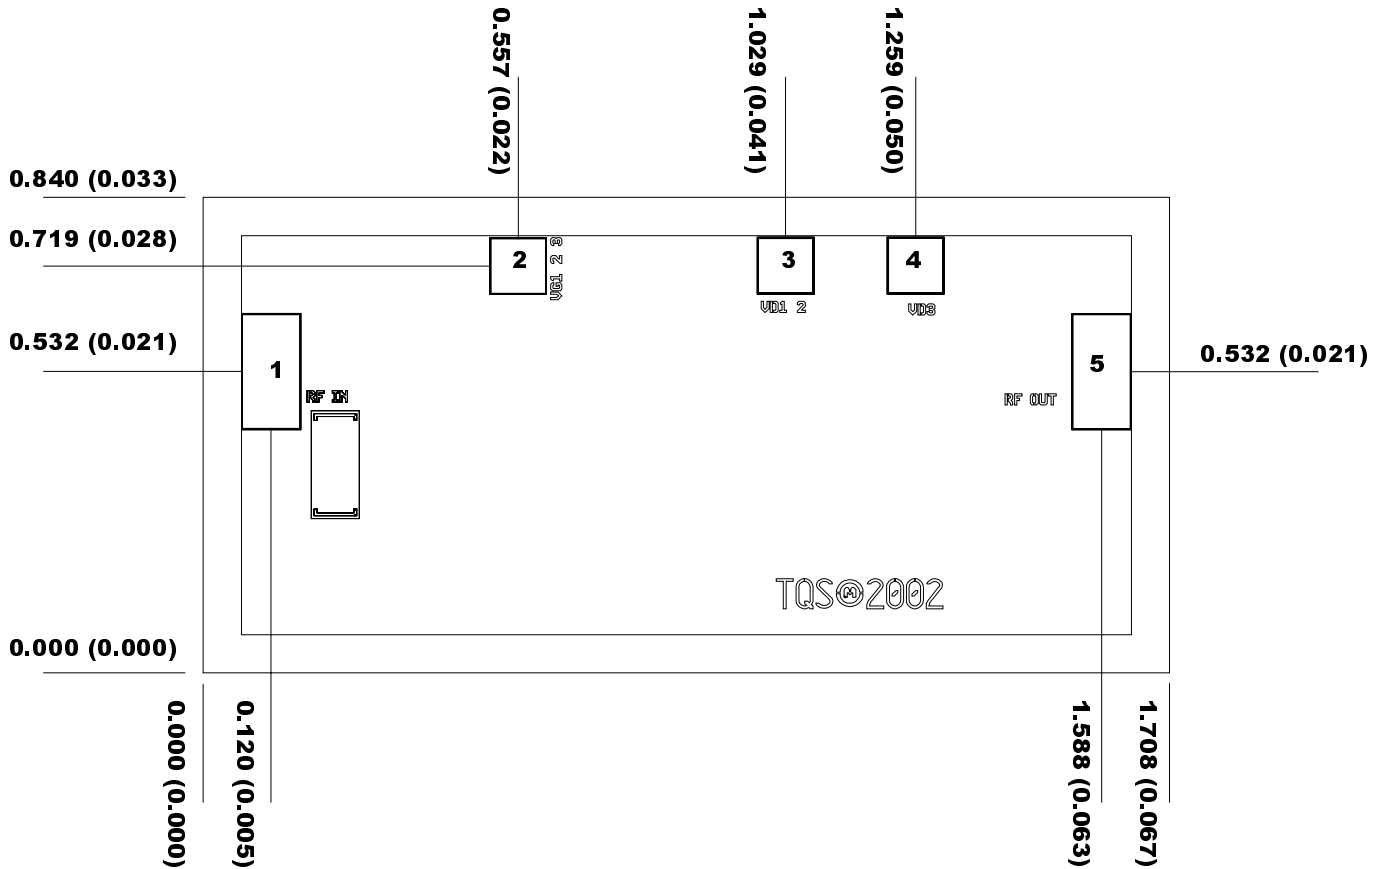 0.557 (0.022)
1.029 (0.041)
1.259 (0.050)
0.840 (0.033)
0.719 (0.028)
2
VG1 2 3
3
4
VD1 2
VD3
0.532 (0.021)
1
5
0.532 (0.021)
RF IN
RF OUT
TQSⓂ2002
0.000 (0.000)
0.000 (0.000)
0.120 (0.005)
1.588 (0.063)
1.708 (0.067)